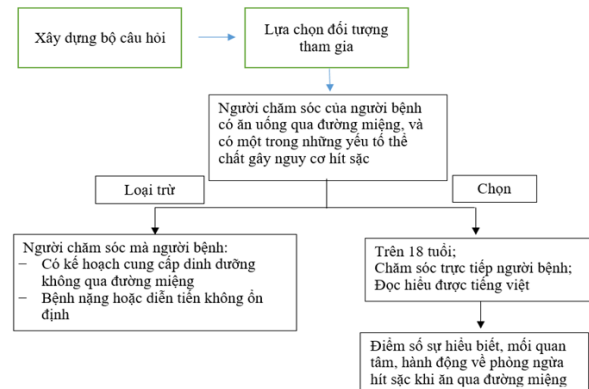 Xây dựng bộ câu hỏi
Lựa chọn đối tượng
tham gia
Người chăm sóc của người bệnh
có ăn uống qua đường miệng, và
có một trong những yếu tố thể
chất gây nguy cơ hít sặc
Loại trừ
Chọn
Người chăm sóc mà người bệnh:
– Có kế hoạch cung cấp dinh dưỡng
không qua đường miệng
– Bệnh nặng hoặc diễn tiến không ổn
định
Trên 18 tuổi;
Chăm sóc trực tiếp người bệnh;
Đọc hiểu được tiếng việt
Điểm số sự hiểu biết, mối quan
tâm, hành động về phòng ngừa
hít sặc khi ăn qua đường miệng